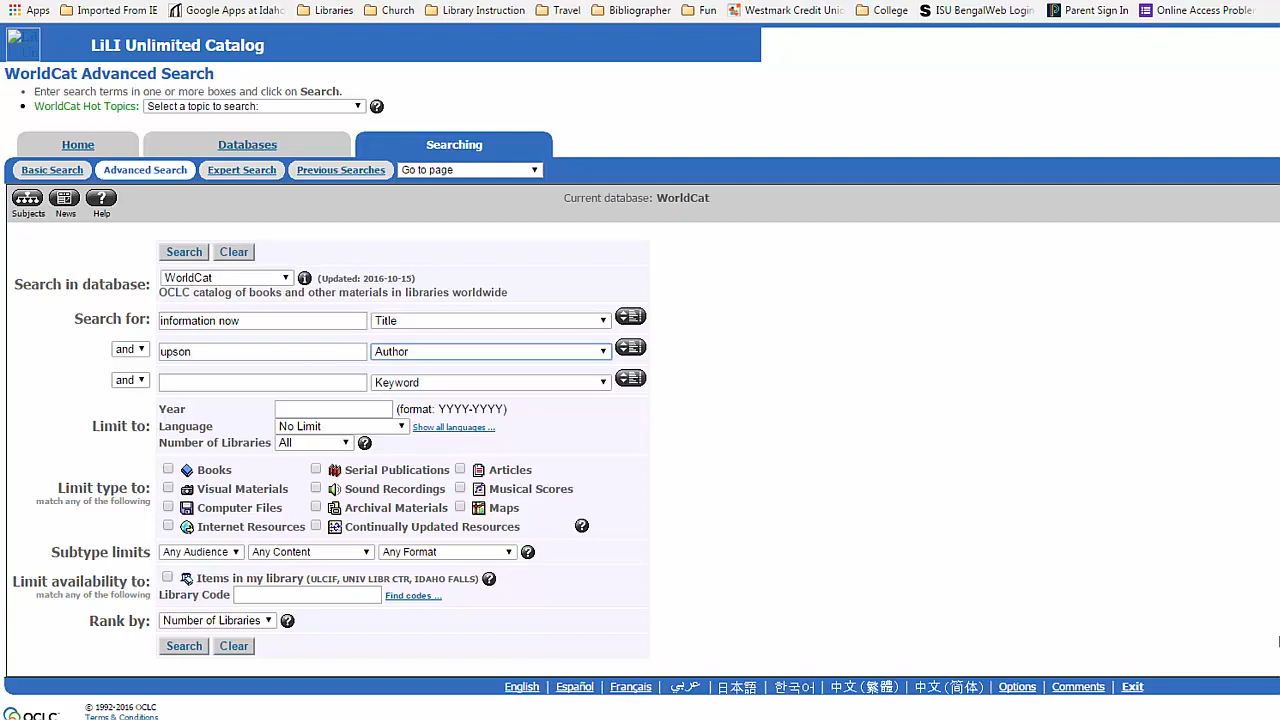 Apps Imported From IE Google Apps at Idaho Libraries Church Library Instruction Travel Bibliographer Fun Westmark Credit Unio College ISU BengalWeb Login Parent Sign In Online Access Problem
LiLI Unlimited Catalog
WorldCat Advanced Search
• Enter search terms in one or more boxes and click on Search.
• WorldCat Hot Topics: Select a topic to search:
Home Databases Searching
Basic Search Advanced Search Expert Search Previous Searches Go to page
Subjects News Help Current database: WorldCat
Search Clear
Search in database: WorldCat (Updated: 2016-10-15)
OCLC catalog of books and other materials in libraries worldwide
Search for: information now Title
and upson Author
and Keyword
Limit to: Year (format: YYYY-YYYY)
Language No Limit Show all languages ...
Number of Libraries All
Limit type to: match any of the following
Books Serial Publications Articles
Visual Materials Sound Recordings Musical Scores
Computer Files Archival Materials Maps
Internet Resources Continually Updated Resources
Subtype limits Any Audience Any Content Any Format
Limit availability to: match any of the following
Items in my library (ULCIF, UNIV LIBR CTR, IDAHO FALLS)
Library Code Find codes ...
Rank by: Number of Libraries
Search Clear
English | Español | Français | عربي | 日本語 | 한국어 | 中文(繁體) | 中文(简体) | Options | Comments | Exit
OCLC © 1992-2016 OCLC
Terms & Conditions